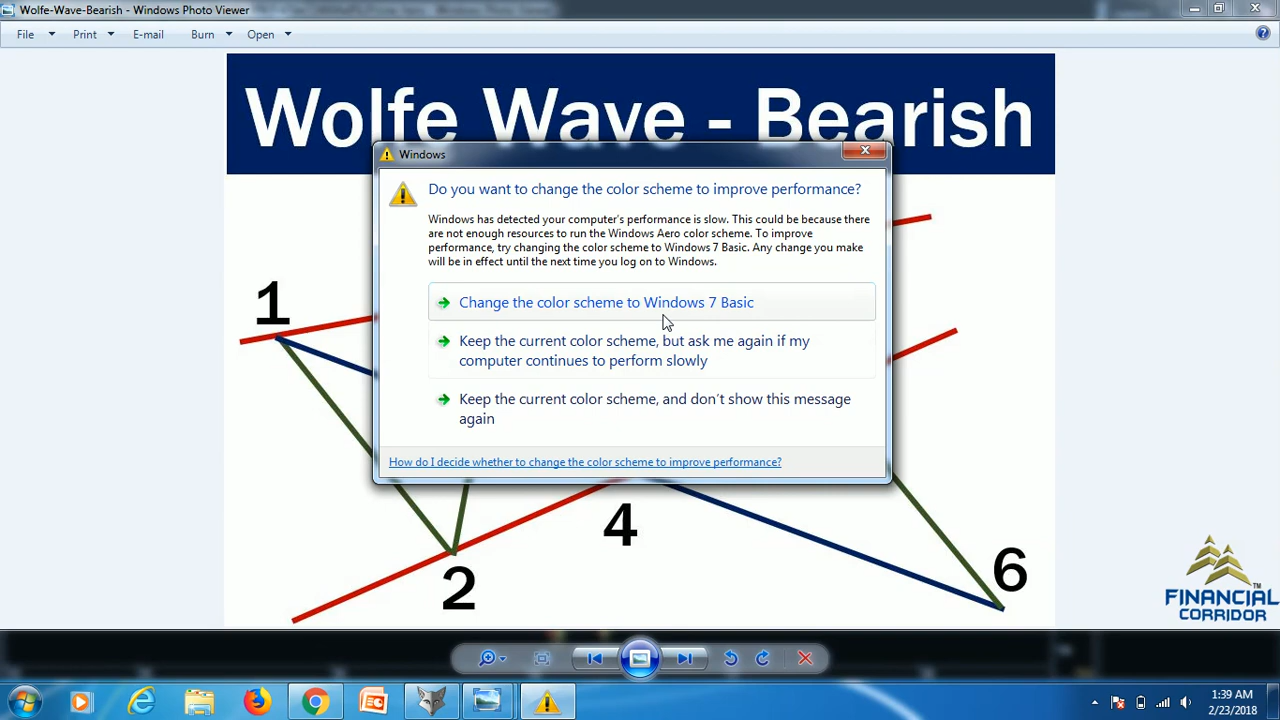 Wolfe-Wave-Bearish - Windows Photo Viewer
File Print E-mail Burn Open
Wolfe Wave - Bearish
Windows
Do you want to change the color scheme to improve performance?
Windows has detected your computer's performance is slow. This could be because there
are not enough resources to run the Windows Aero color scheme. To improve
performance, try changing the color scheme to Windows 7 Basic. Any change you make
will be in effect until the next time you log on to Windows.
1
Change the color scheme to Windows 7 Basic
Keep the current color scheme, but ask me again if my
computer continues to perform slowly
Keep the current color scheme, and don't show this message
again
How do I decide whether to change the color scheme to improve performance?
4
2
6
FINANCIAL
CORRIDOR
TM
1:39 AM
2/23/2018